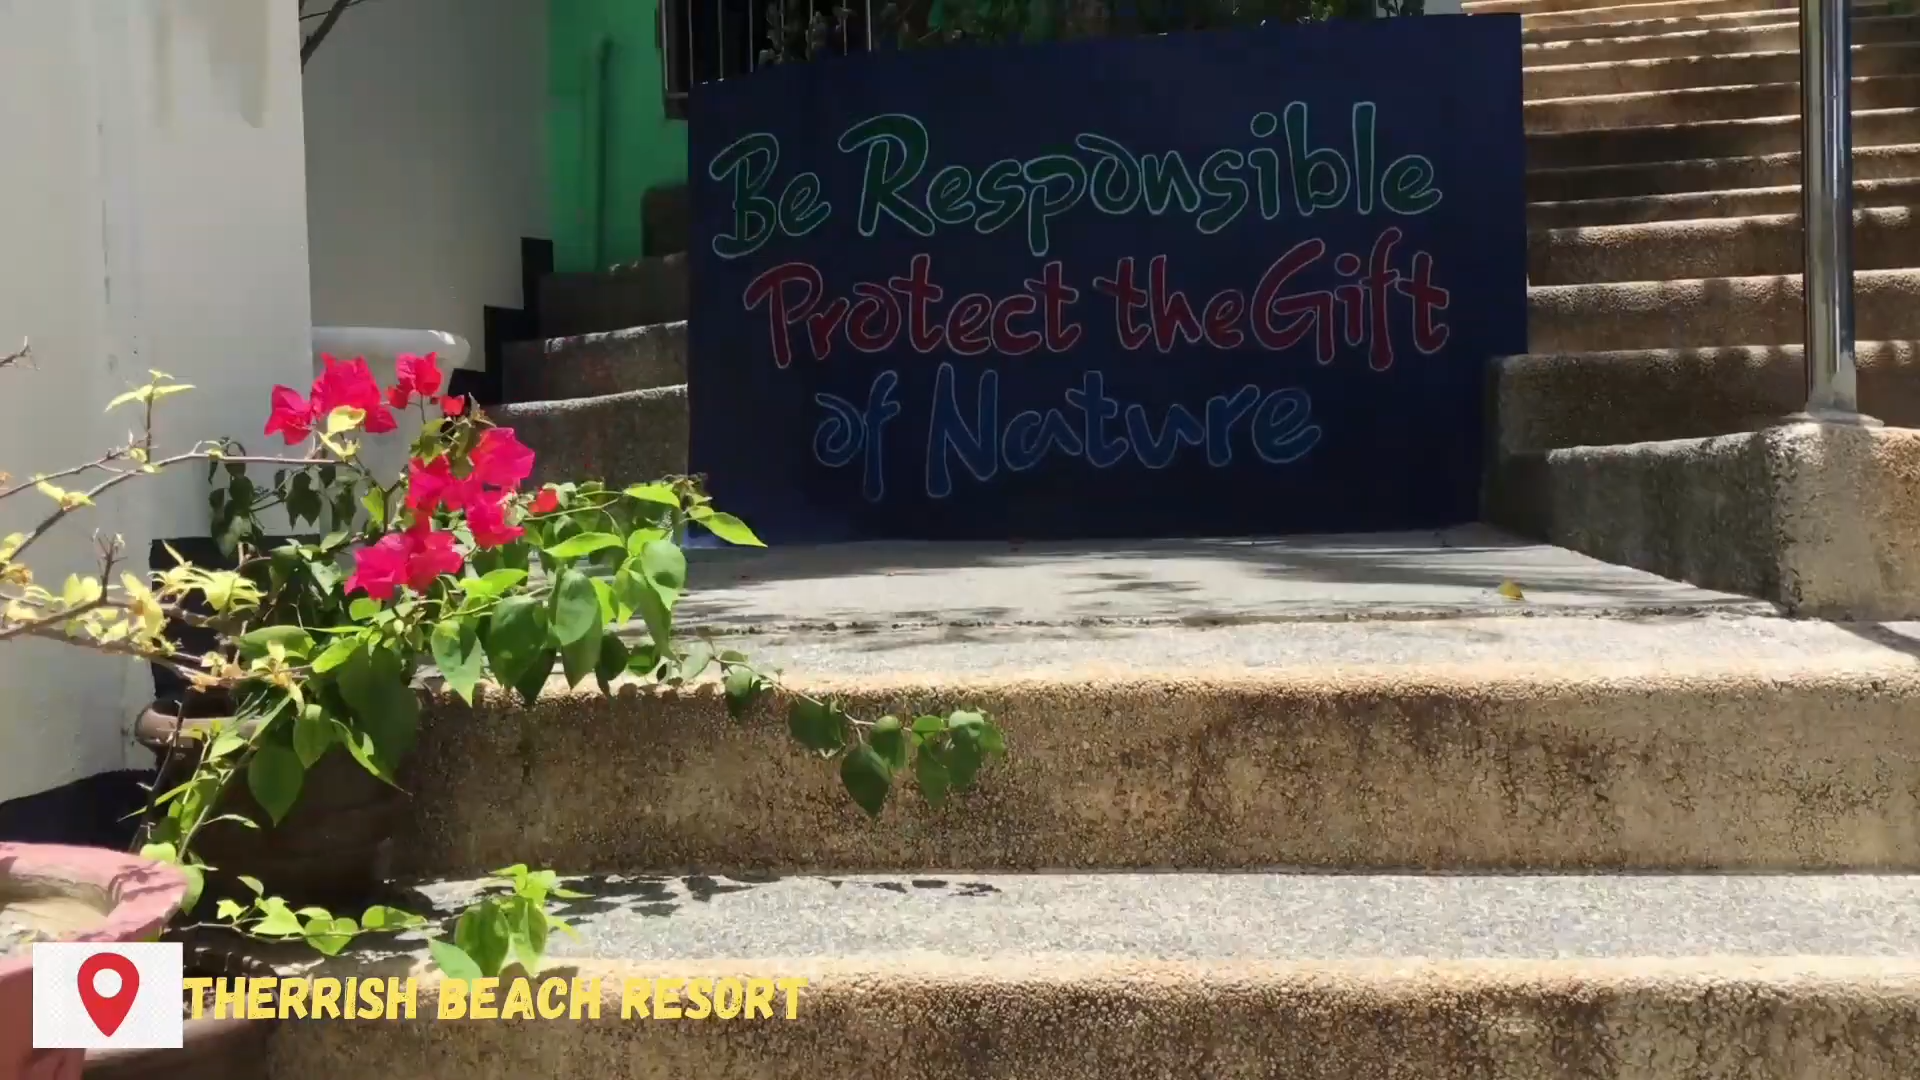 Be Responsible
Protect the Gift
of Nature
THERRISH BEACH RESORT